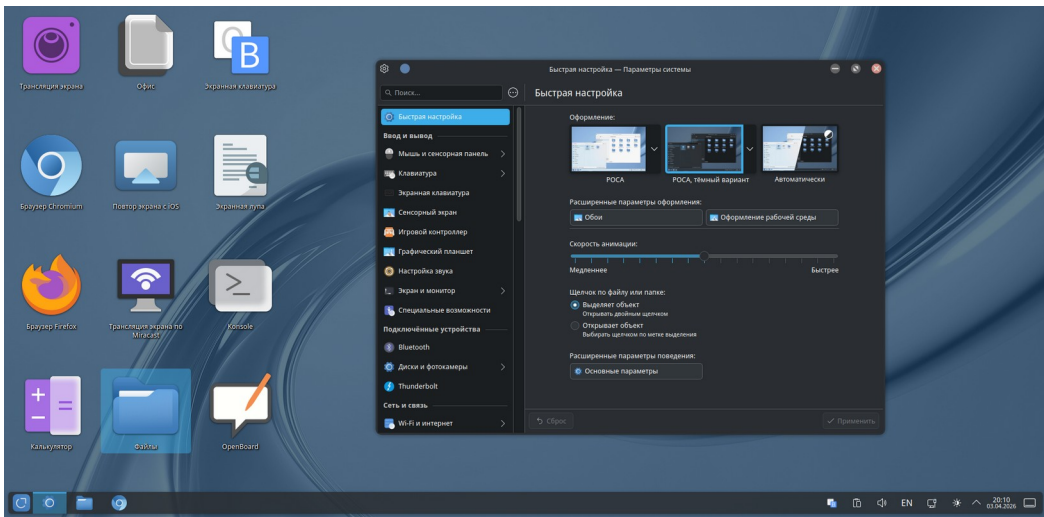 Трансляция экрана
Офис
Экранная клавиатура
Браузер Chromium
Повтор экрана с iOS
Экранная лупа
Браузер Firefox
Трансляция экрана по
Miracast
Konsole
Калькулятор
Файлы
OpenBoard
Быстрая настройка — Параметры системы
Поиск...
Быстрая настройка
Быстрая настройка
Ввод и вывод
Мышь и сенсорная панель
Клавиатура
Экранная клавиатура
Сенсорный экран
Игровой контроллер
Графический планшет
Настройка звука
Экран и монитор
Специальные возможности
Подключённые устройства
Bluetooth
Диски и фотокамеры
Thunderbolt
Сеть и связь
Wi-Fi и интернет
Оформление:
РОСА
РОСА, тёмный вариант
Автоматически
Расширенные параметры оформления:
Обои
Оформление рабочей среды
Скорость анимации:
Медленнее
Быстрее
Щелчок по файлу или папке:
Выделяет объект
Открывать двойным щелчком
Открывает объект
Выбирать щелчком по метке выделения
Расширенные параметры поведения:
Основные параметры
Сброс
Применить
EN
20:10
03.04.2026